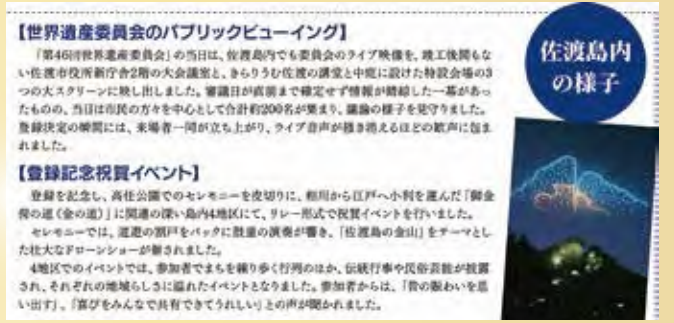 【世界遺産委員会のパブリックビューイング】
「第46回世界遺産委員会」の当日は、佐渡島内でも委員会のライブ映像を、竣工後間もな
い佐渡市役所新庁舎2階の大会議室と、きらりうむ佐渡の講堂と中庭に設けた特設会場の3
つの大スクリーンに映し出しました。審議日が直前まで確定せず情報が錯綜した一幕があっ
たものの、当日は市民の方々を中心として合計約200名が集まり、議論の様子を見守りました。
登録決定の瞬間には、来場者一同が立ち上がり、ライブ音声が掻き消えるほどの歓声に包ま
れました。
【登録記念祝賀イベント】
登録を記念し、高任公園でのセレモニーを皮切りに、相川から江戸へ小判を運んだ「御金
荷の道(金の道)」に関連の深い島内4地区にて、リレー形式で祝賀イベントを行いました。
セレモニーでは、道遊の割戸をバックに鼓童の演奏が響き、「佐渡島の金山」をテーマとし
た壮大なドローンショーが催されました。
4地区でのイベントでは、参加者でまちを練り歩く行列のほか、伝統行事や民俗芸能が披露
され、それぞれの地域らしさに溢れたイベントとなりました。参加者からは、「昔の賑わいを思
い出す」、「喜びをみんなで共有できてうれしい」との声が聞かれました。
佐渡島内
の様子